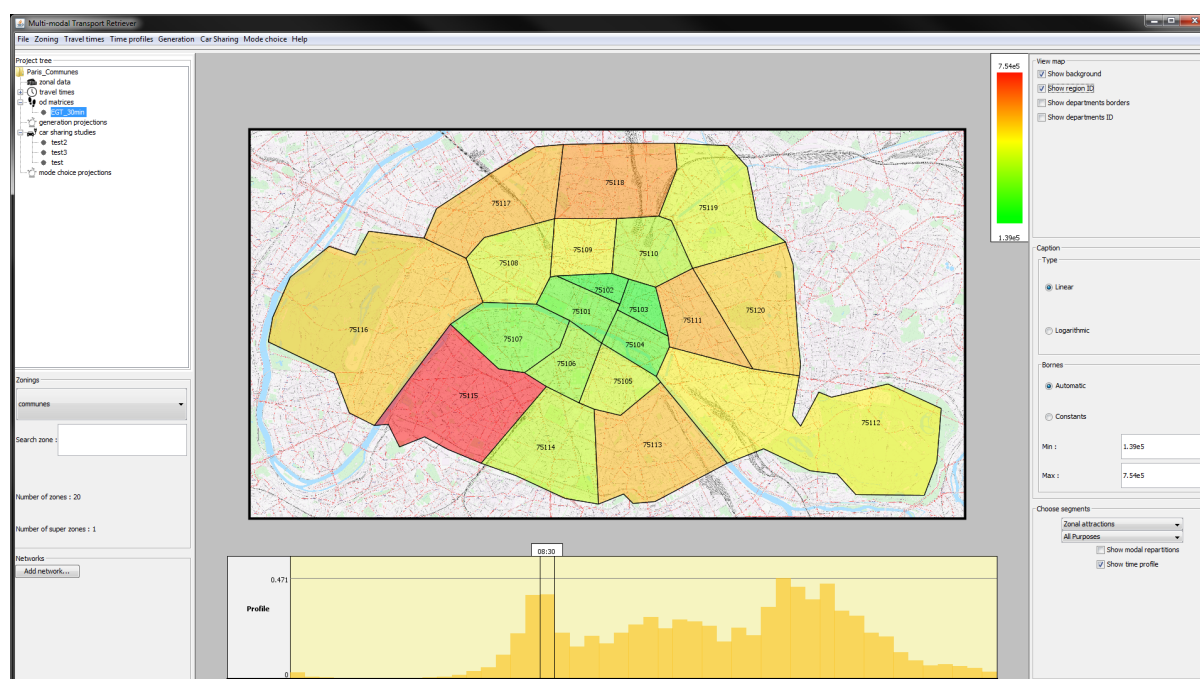 Multi-modal Transport Retriever
File Zoning Travel times Time profiles Generation Car Sharing Mode choice Help
Project tree
Paris_Communes
zonal data
travel times
od matrices
EGT_30min
generation projections
car sharing studies
test2
test3
test
mode choice projections
Zonings
communes
Search zone :
Number of zones : 20
Number of super zones : 1
Networks
Add network...
75118
75117
75119
75109
75110
75108
75102
75101
75103
75120
75111
75116
75107
75104
75106
75105
75115
75112
75113
75114
7.54e5
1.39e5
08:30
0.471
Profile
0
View map
Show background
Show region ID
Show departments borders
Show departments ID
Caption
Type
Linear
Logarithmic
Bornes
Automatic
Constants
Min : 1.39e5
Max : 7.54e5
Choose segments
Zonal attractions
All Purposes
Show modal repartitions
Show time profile